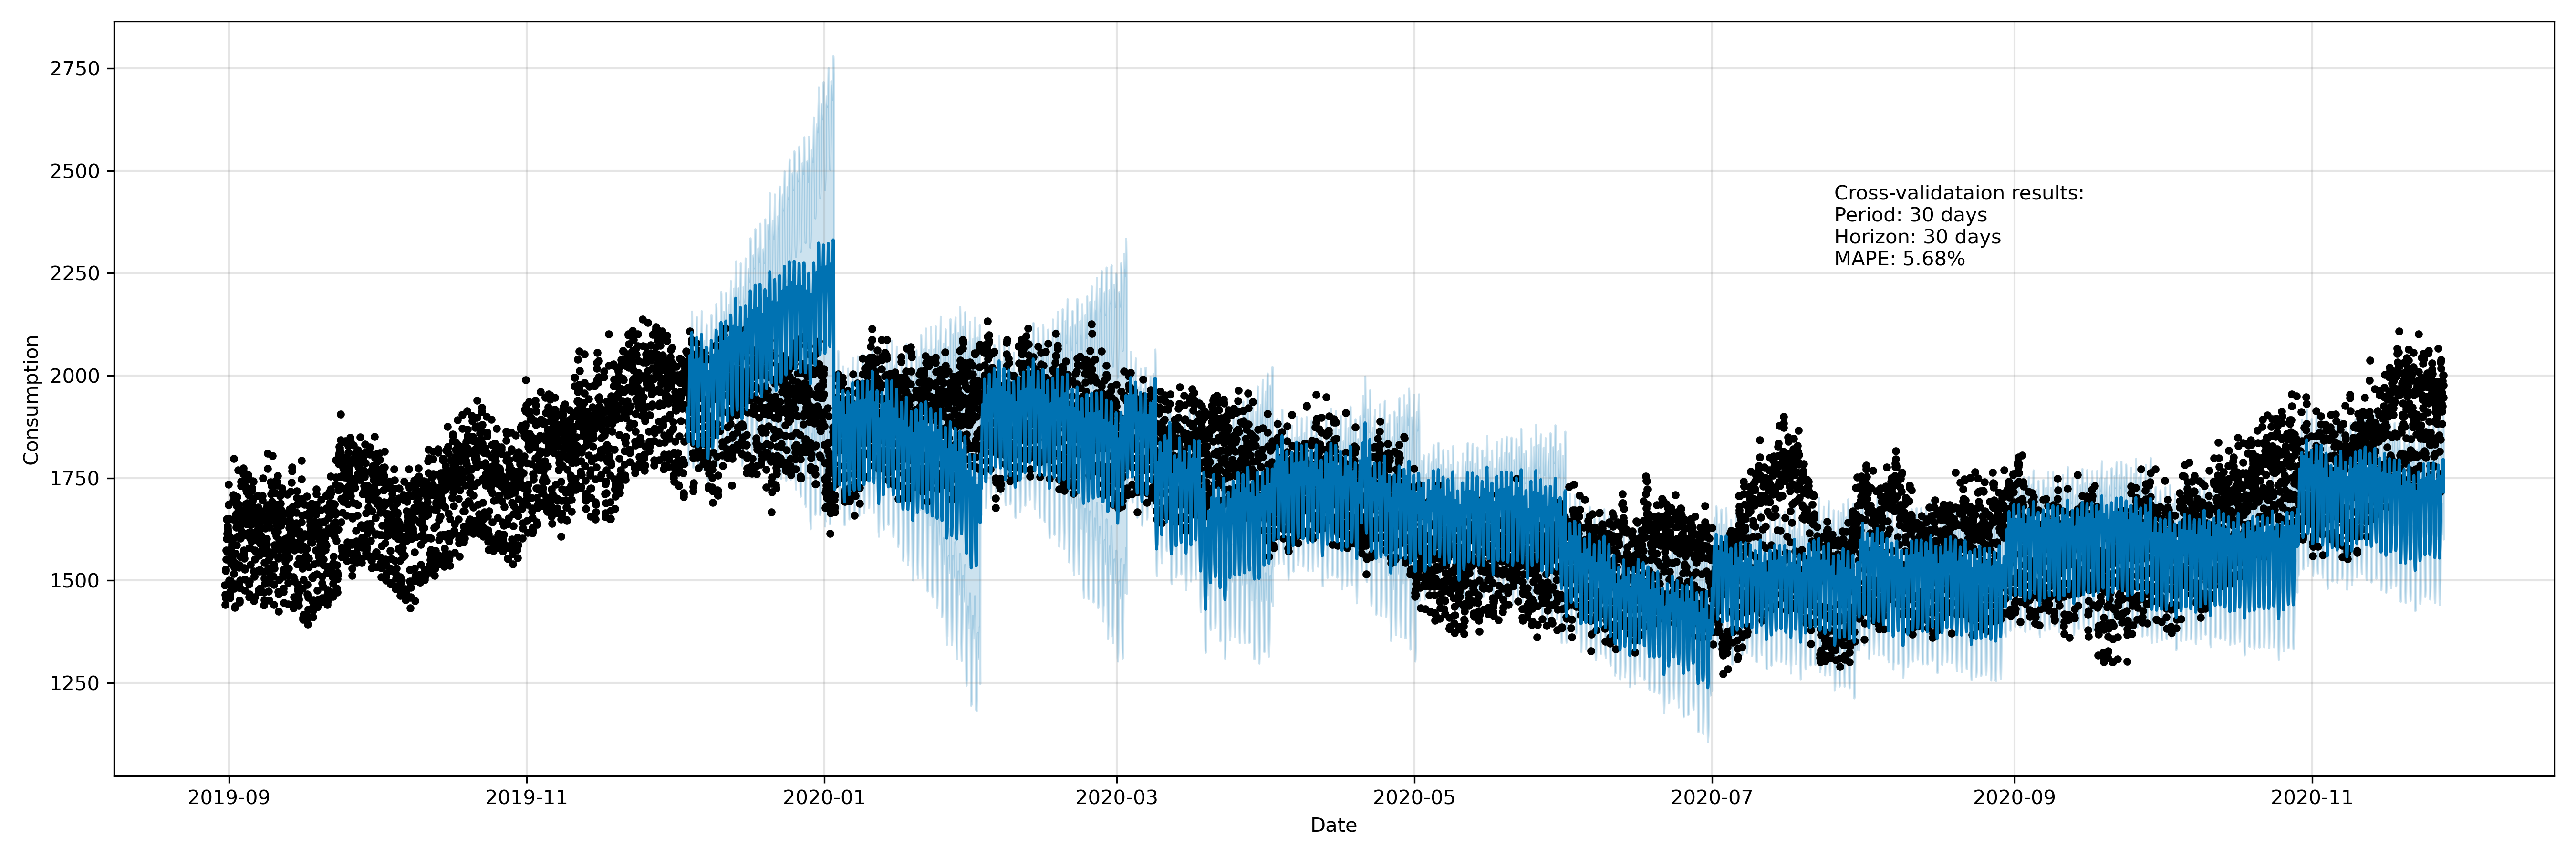 2750
2500
2250
2000
1750
1500
1250
Consumption
Cross-validataion results:
Period: 30 days
Horizon: 30 days
MAPE: 5.68%
2019-09
2019-11
2020-01
2020-03
2020-05
2020-07
2020-09
2020-11
Date